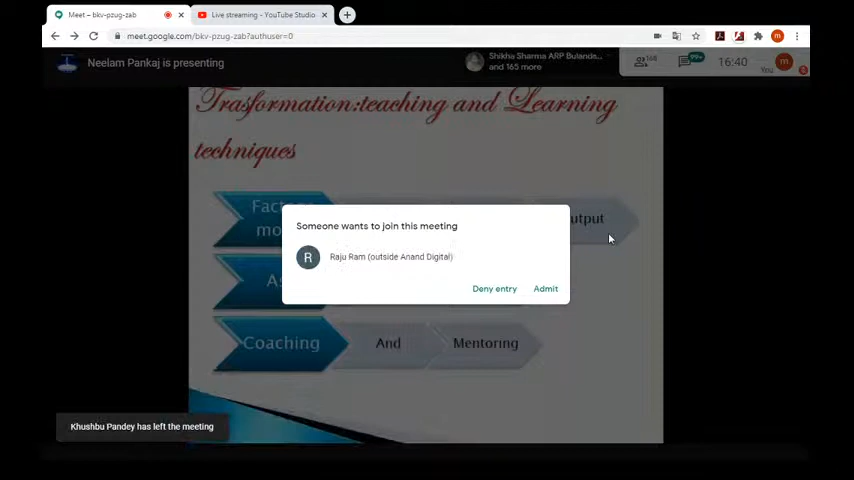 Meet – bkv-pzug-zab
Live streaming - YouTube Studio
meet.google.com/bkv-pzug-zab?authuser=0
Neelam Pankaj is presenting
Shikha Sharma ARP Bulands...
and 165 more
168
99+
16:40
You
m
m
Trasformation:teaching and Learning
techniques
Someone wants to join this meeting
R
Raju Ram (outside Anand Digital)
Deny entry
Admit
Coaching
And
Mentoring
Khushbu Pandey has left the meeting